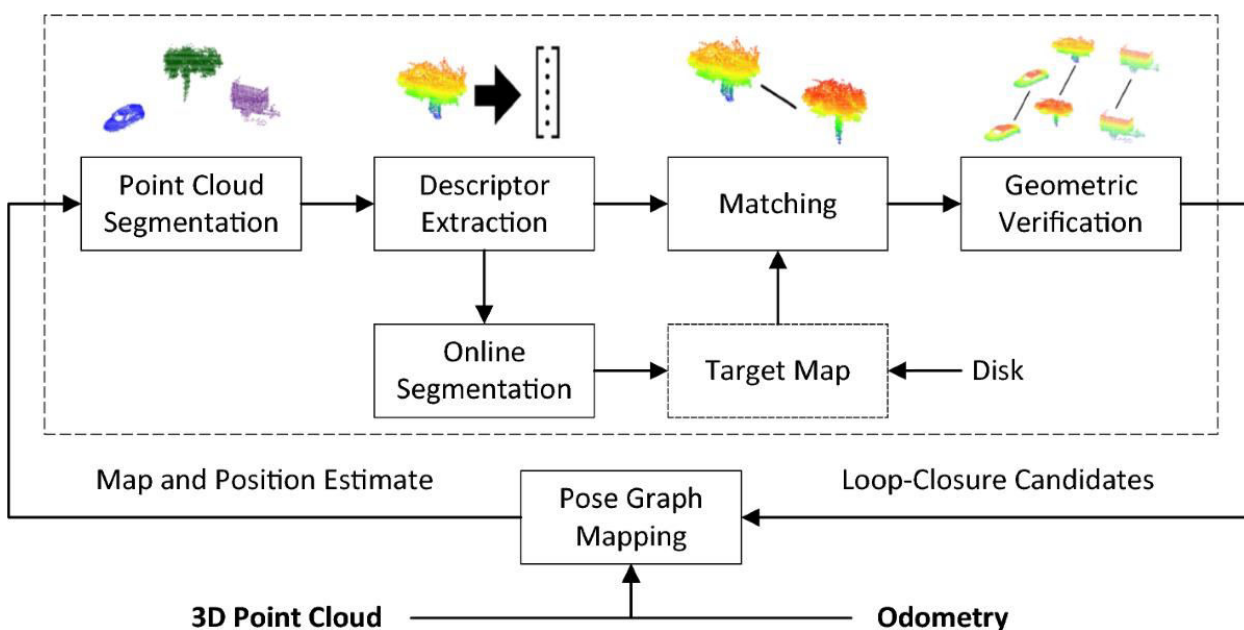 Point Cloud
Segmentation
Descriptor
Extraction
Matching
Geometric
Verification
Online
Segmentation
Target Map
Disk
Map and Position Estimate
Loop-Closure Candidates
Pose Graph
Mapping
3D Point Cloud
Odometry